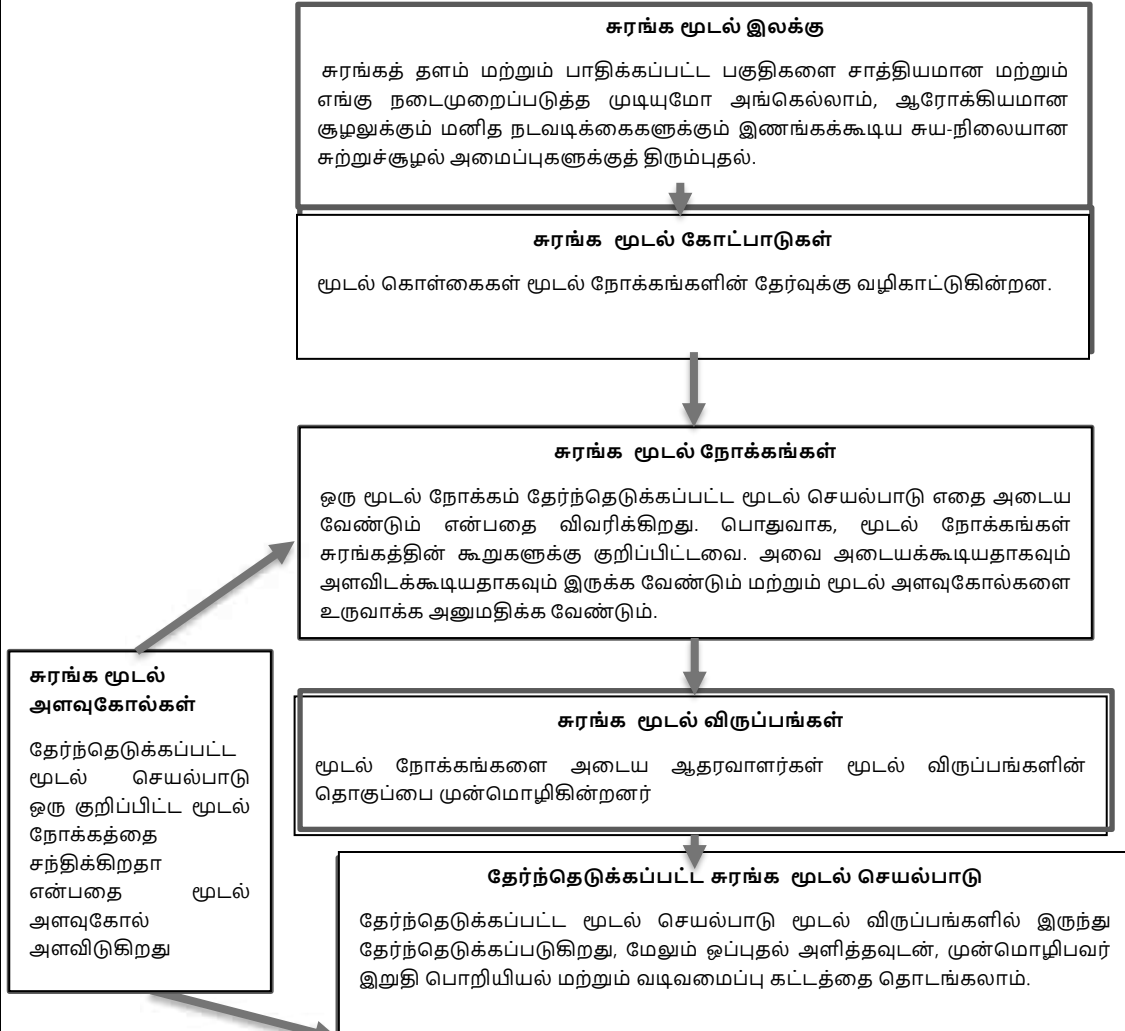 சுரங்க மூடல் இலக்கு
சுரங்கத் தளம் மற்றும் பாதிக்கப்பட்ட பகுதிகளை சாத்தியமான மற்றும்
எங்கு நடைமுறைப்படுத்த முடியுமோ அங்கெல்லாம், ஆரோக்கியமான
சூழலுக்கும் மனித நடவடிக்கைகளுக்கும் இணங்கக்கூடிய சுய-நிலையான
சுற்றுச்சூழல் அமைப்புகளுக்குத் திரும்புதல்.
சுரங்க மூடல் கோட்பாடுகள்
மூடல் கொள்கைகள் மூடல் நோக்கங்களின் தேர்வுக்கு வழிகாட்டுகின்றன.
சுரங்க மூடல் நோக்கங்கள்
ஒரு மூடல் நோக்கம் தேர்ந்தெடுக்கப்பட்ட மூடல் செயல்பாடு எதை அடைய
வேண்டும் என்பதை விவரிக்கிறது. பொதுவாக, மூடல் நோக்கங்கள்
சுரங்கத்தின் கூறுகளுக்கு குறிப்பிட்டவை. அவை அடையக்கூடியதாகவும்
அளவிடக்கூடியதாகவும் இருக்க வேண்டும் மற்றும் மூடல் அளவுகோல்களை
உருவாக்க அனுமதிக்க வேண்டும்.
சுரங்க மூடல்
அளவுகோல்கள்
தேர்ந்தெடுக்கப்பட்ட
மூடல் செயல்பாடு
ஒரு குறிப்பிட்ட மூடல்
நோக்கத்தை
சந்திக்கிறதா
என்பதை மூடல்
அளவுகோல்
அளவிடுகிறது
சுரங்க மூடல் விருப்பங்கள்
மூடல் நோக்கங்களை அடைய ஆதரவாளர்கள் மூடல் விருப்பங்களின்
தொகுப்பை முன்மொழிகின்றனர்
தேர்ந்தெடுக்கப்பட்ட சுரங்க மூடல் செயல்பாடு
தேர்ந்தெடுக்கப்பட்ட மூடல் செயல்பாடு மூடல் விருப்பங்களில் இருந்து
தேர்ந்தெடுக்கப்படுகிறது, மேலும் ஒப்புதல் அளித்தவுடன், முன்மொழிபவர்
இறுதி பொறியியல் மற்றும் வடிவமைப்பு கட்டத்தை தொடங்கலாம்.